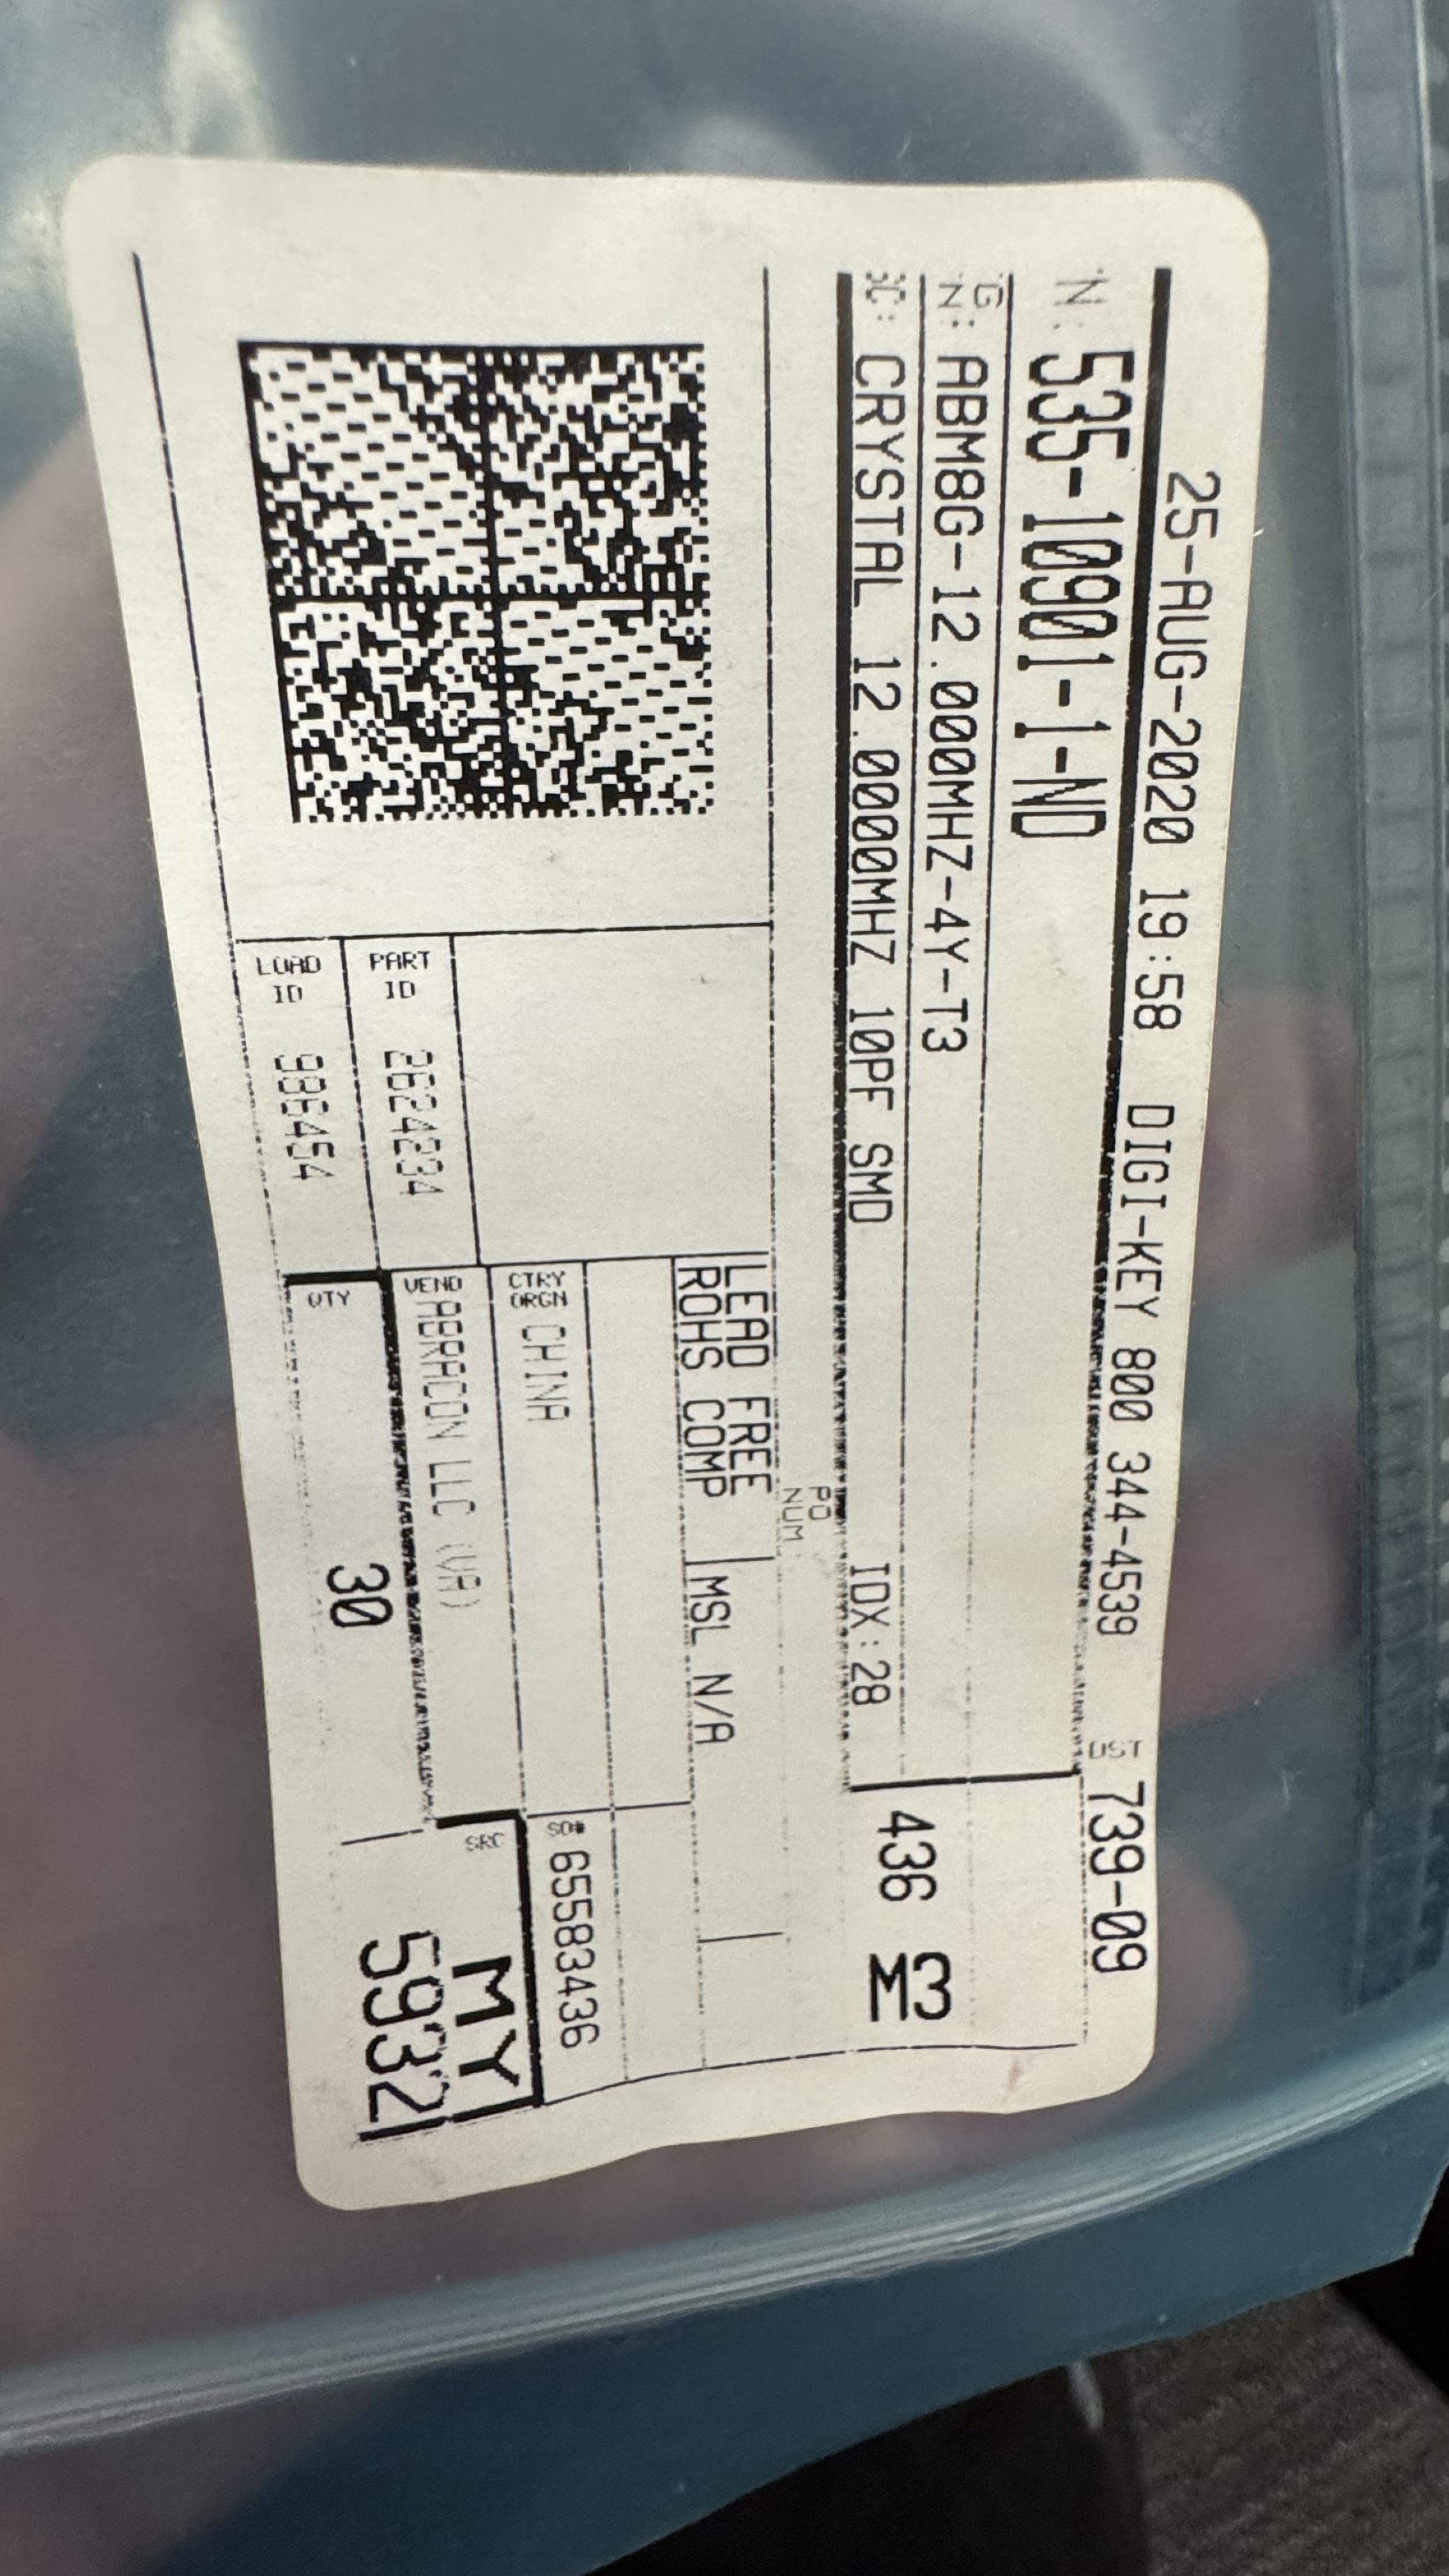 25-AUG-2020 19:58 DIGI-KEY 800 344-4539 DST 739-09
N: 535-10901-1-ND
G
N: ABM8G-12.000MHZ-4Y-T3
C: CRYSTAL 12.0000MHZ 10PF SMD IDX:28
436 M3
PO
NUM
LEAD FREE
ROHS COMP
MSL N/A
PART
ID 2624234
LOAD
ID 986454
CTRY
ORGN CHINA
SO# 65583436
VEND ABRACON LLC (VA)
QTY 30
SRC MY
5932